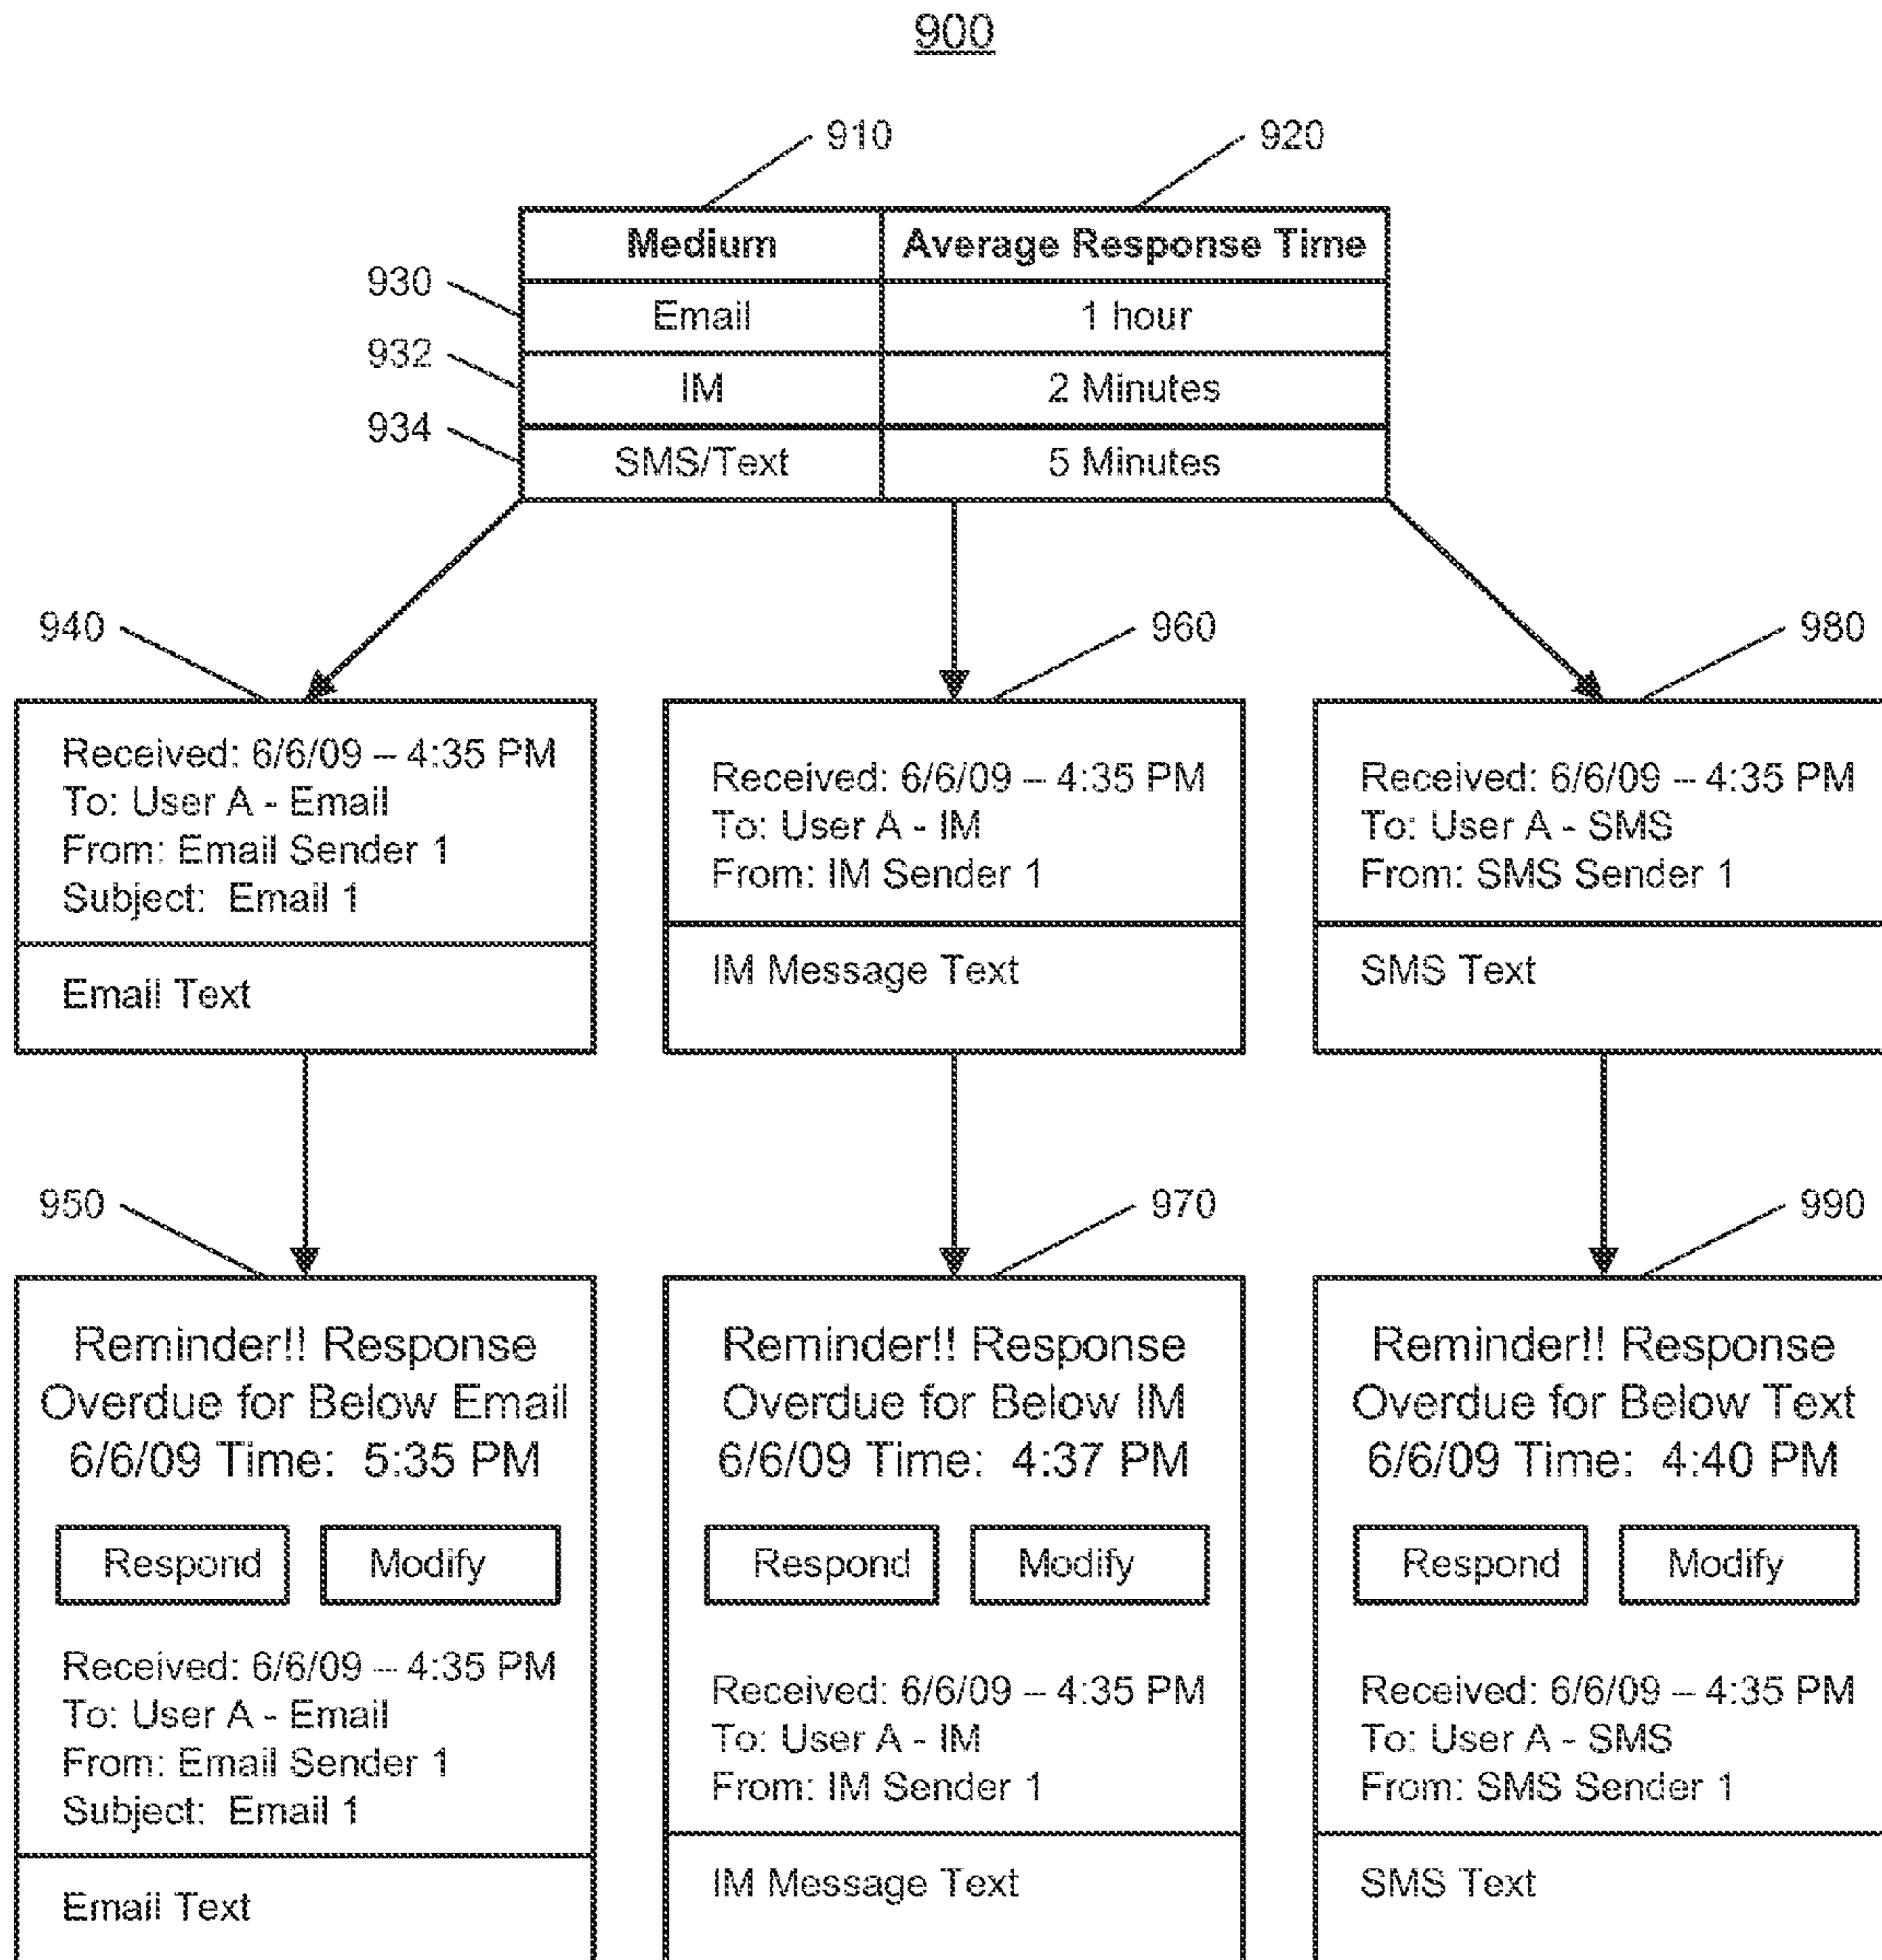 900
910
920
Medium Average Response Time
930
Email 1 hour
932
IM 2 Minutes
934
SMS/Text 5 Minutes
940
Received: 6/6/09 – 4:35 PM
To: User A - Email
From: Email Sender 1
Subject:  Email 1
Email Text
960
Received: 6/6/09 – 4:35 PM
To: User A - IM
From: IM Sender 1
IM Message Text
980
Received: 6/6/09 – 4:35 PM
To: User A - SMS
From: SMS Sender 1
SMS Text
950
Reminder!! Response
Overdue for Below Email
6/6/09 Time:  5:35 PM
Respond Modify
Received: 6/6/09 – 4:35 PM
To: User A - Email
From: Email Sender 1
Subject:  Email 1
Email Text
970
Reminder!! Response
Overdue for Below IM
6/6/09 Time:  4:37 PM
Respond Modify
Received: 6/6/09 – 4:35 PM
To: User A - IM
From: IM Sender 1
IM Message Text
990
Reminder!! Response
Overdue for Below Text
6/6/09 Time:  4:40 PM
Respond Modify
Received: 6/6/09 – 4:35 PM
To: User A - SMS
From: SMS Sender 1
SMS Text